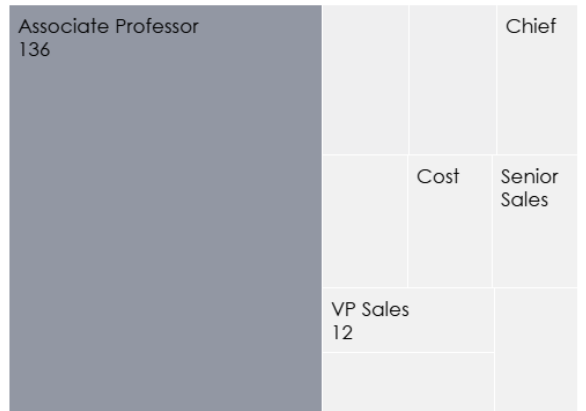 Associate Professor
136
Chief
Cost
Senior
Sales
VP Sales
12